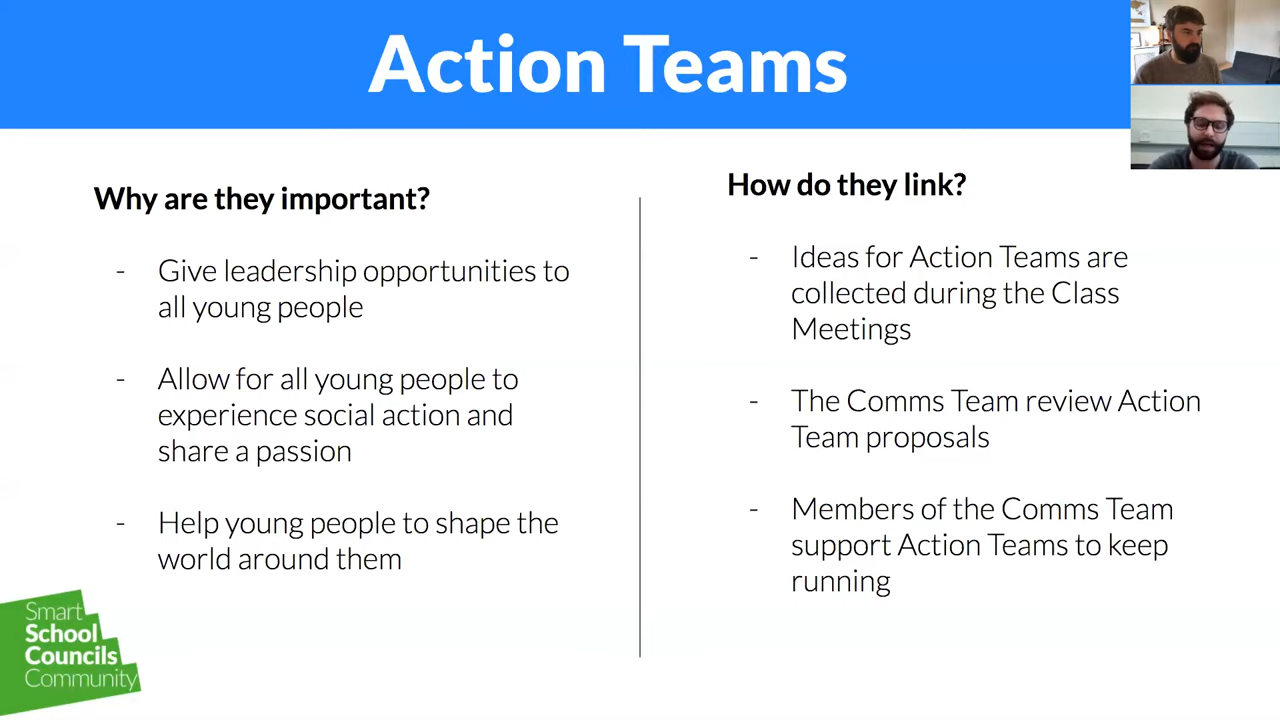 Action Teams
Why are they important?
- Give leadership opportunities to
all young people
- Allow for all young people to
experience social action and
share a passion
- Help young people to shape the
world around them
How do they link?
- Ideas for Action Teams are
collected during the Class
Meetings
- The Comms Team review Action
Team proposals
- Members of the Comms Team
support Action Teams to keep
running
Smart
School
Councils
Community